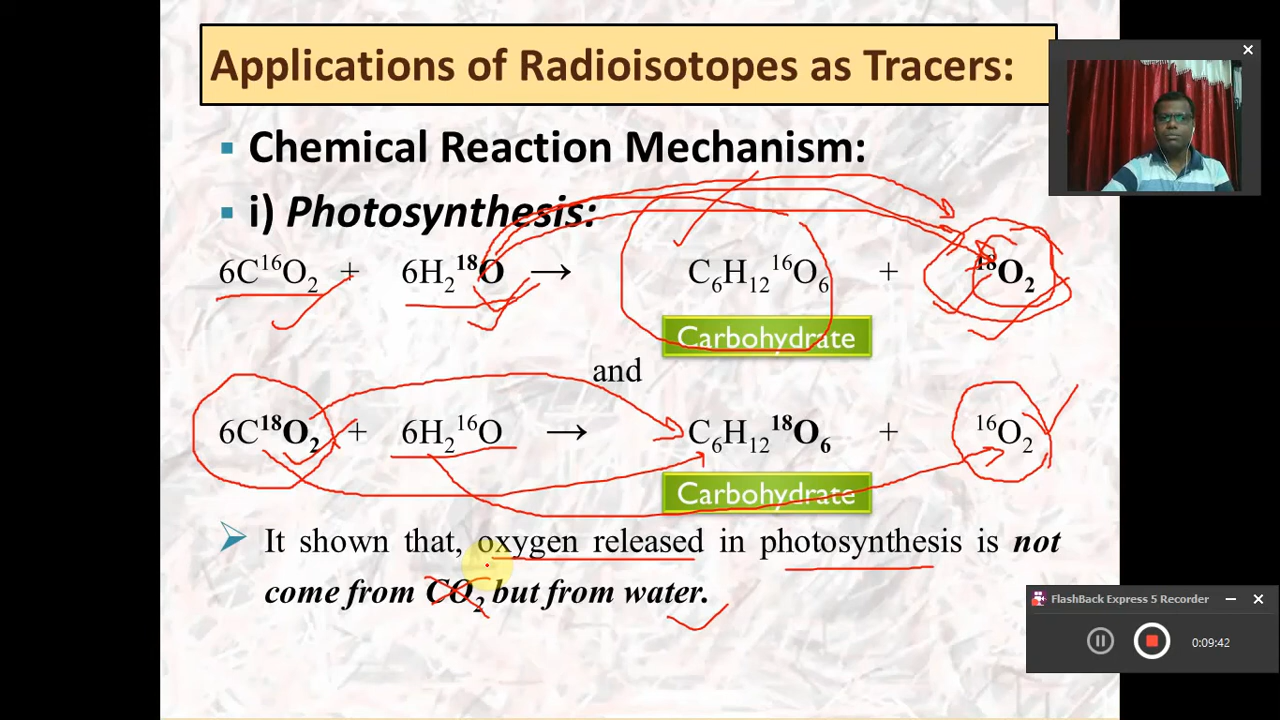 Applications of Radioisotopes as Tracers:
▪ Chemical Reaction Mechanism:
▪ i) Photosynthesis:
6C¹⁶O₂ + 6H₂¹⁸O → C₆H₁₂¹⁶O₆ + ¹⁸O₂
Carbohydrate
and
6C¹⁸O₂ + 6H₂¹⁶O → C₆H₁₂¹⁸O₆ + ¹⁶O₂
Carbohydrate
➢ It shown that, oxygen released in photosynthesis is not
come from CO₂ but from water.
FlashBack Express 5 Recorder
0:09:42